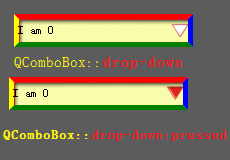 I am 0
QComboBox::drop-down
I am 0
QComboBox::drop-down:pressed